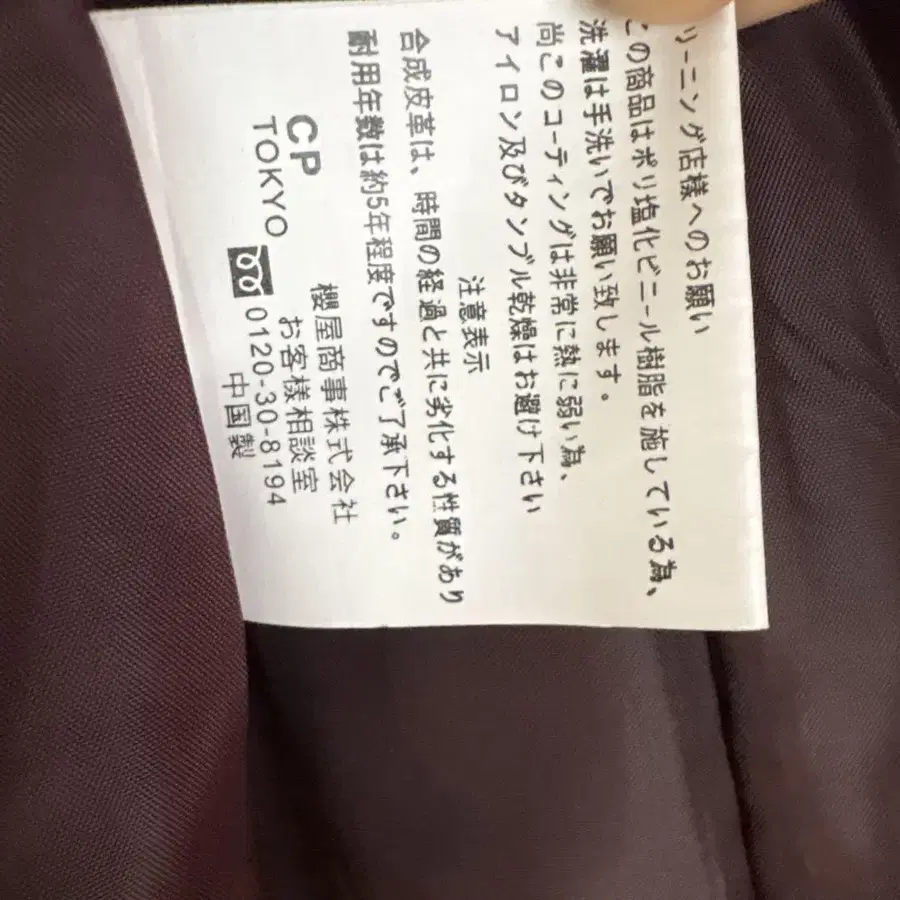 リーニング店様へのお願い
この商品はポリ塩化ビニール樹脂を施している為、
洗濯は手洗いでお願い致します。
尚このコーティングは非常に熱に弱い為、
アイロン及びタンブル乾燥はお避け下さい
注意表示
合成皮革は、時間の経過と共に劣化する性質があり
耐用年数は約5年程度ですのでご了承下さい。
CP
TOKYO
櫻屋商事株式会社
お客様相談室
0120-30-8194
中国製